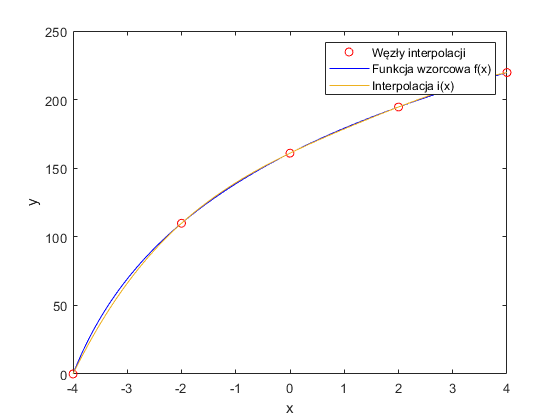 250
200
150
100
50
0
y
-4 -3 -2 -1 0 1 2 3 4
x
Węzły interpolacji
Funkcja wzorcowa f(x)
Interpolacja i(x)